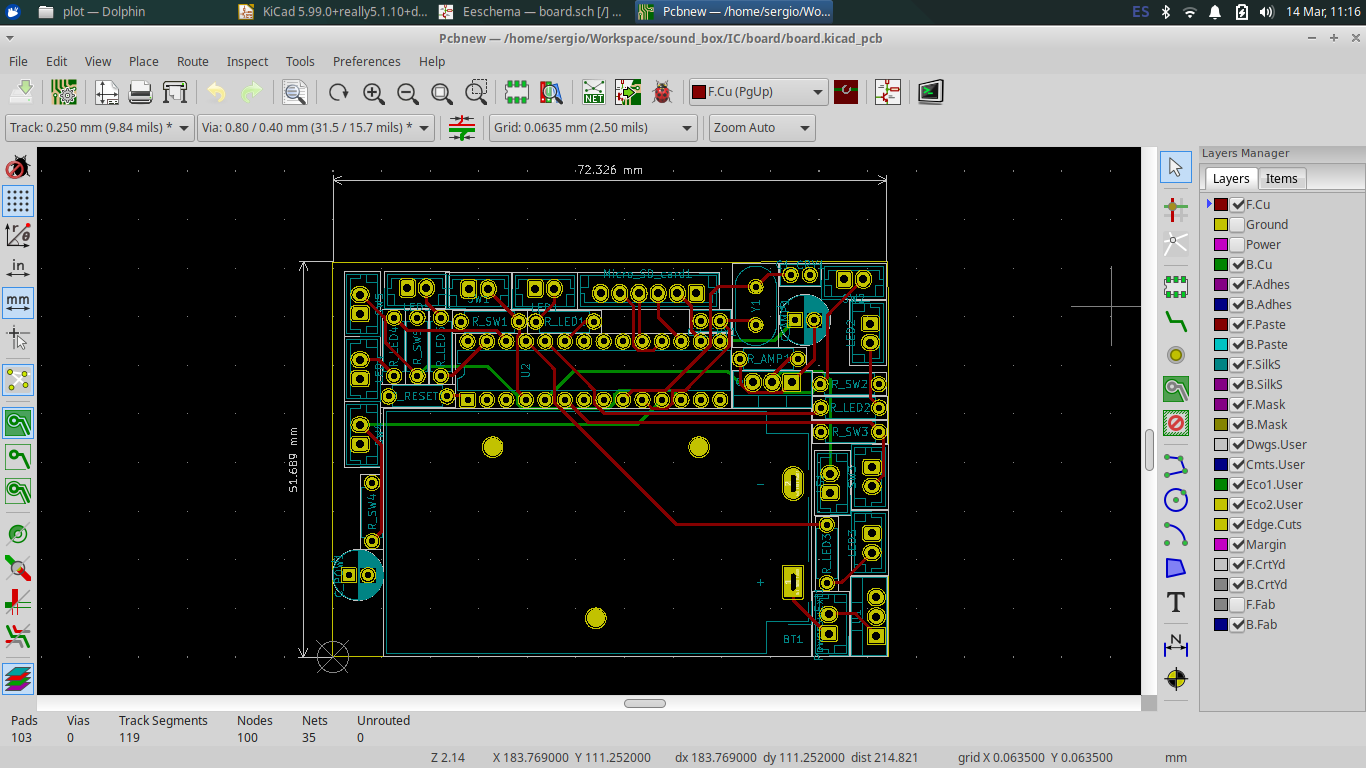 plot — Dolphin
KiCad 5.99.0+really5.1.10+d...
Eeschema — board.sch [/] ...
Pcbnew — /home/sergio/Wo...
ES
14 Mar, 11:16
Pcbnew — /home/sergio/Workspace/sound_box/IC/board/board.kicad_pcb
File Edit View Place Route Inspect Tools Preferences Help
NET
F.Cu (PgUp)
Track: 0.250 mm (9.84 mils) *
Via: 0.80 / 0.40 mm (31.5 / 15.7 mils) *
Grid: 0.0635 mm (2.50 mils)
Zoom Auto
in
mm
72.326 mm
51.689 mm
Micro_SD_Card1
R_SW1
R_LED1
Y1
U2
R_AMP1
R_SW2
R_LED2
R_SW3
R_SW4
R_LED3
LED3
BT1
-
+
T
N
Layers Manager
Layers Items
F.Cu
Ground
Power
B.Cu
F.Adhes
B.Adhes
F.Paste
B.Paste
F.SilkS
B.SilkS
F.Mask
B.Mask
Dwgs.User
Cmts.User
Eco1.User
Eco2.User
Edge.Cuts
Margin
F.CrtYd
B.CrtYd
F.Fab
B.Fab
Pads Vias Track Segments Nodes Nets Unrouted
103 0 119 100 35 0
Z 2.14 X 183.769000 Y 111.252000 dx 183.769000 dy 111.252000 dist 214.821 grid X 0.063500 Y 0.063500 mm